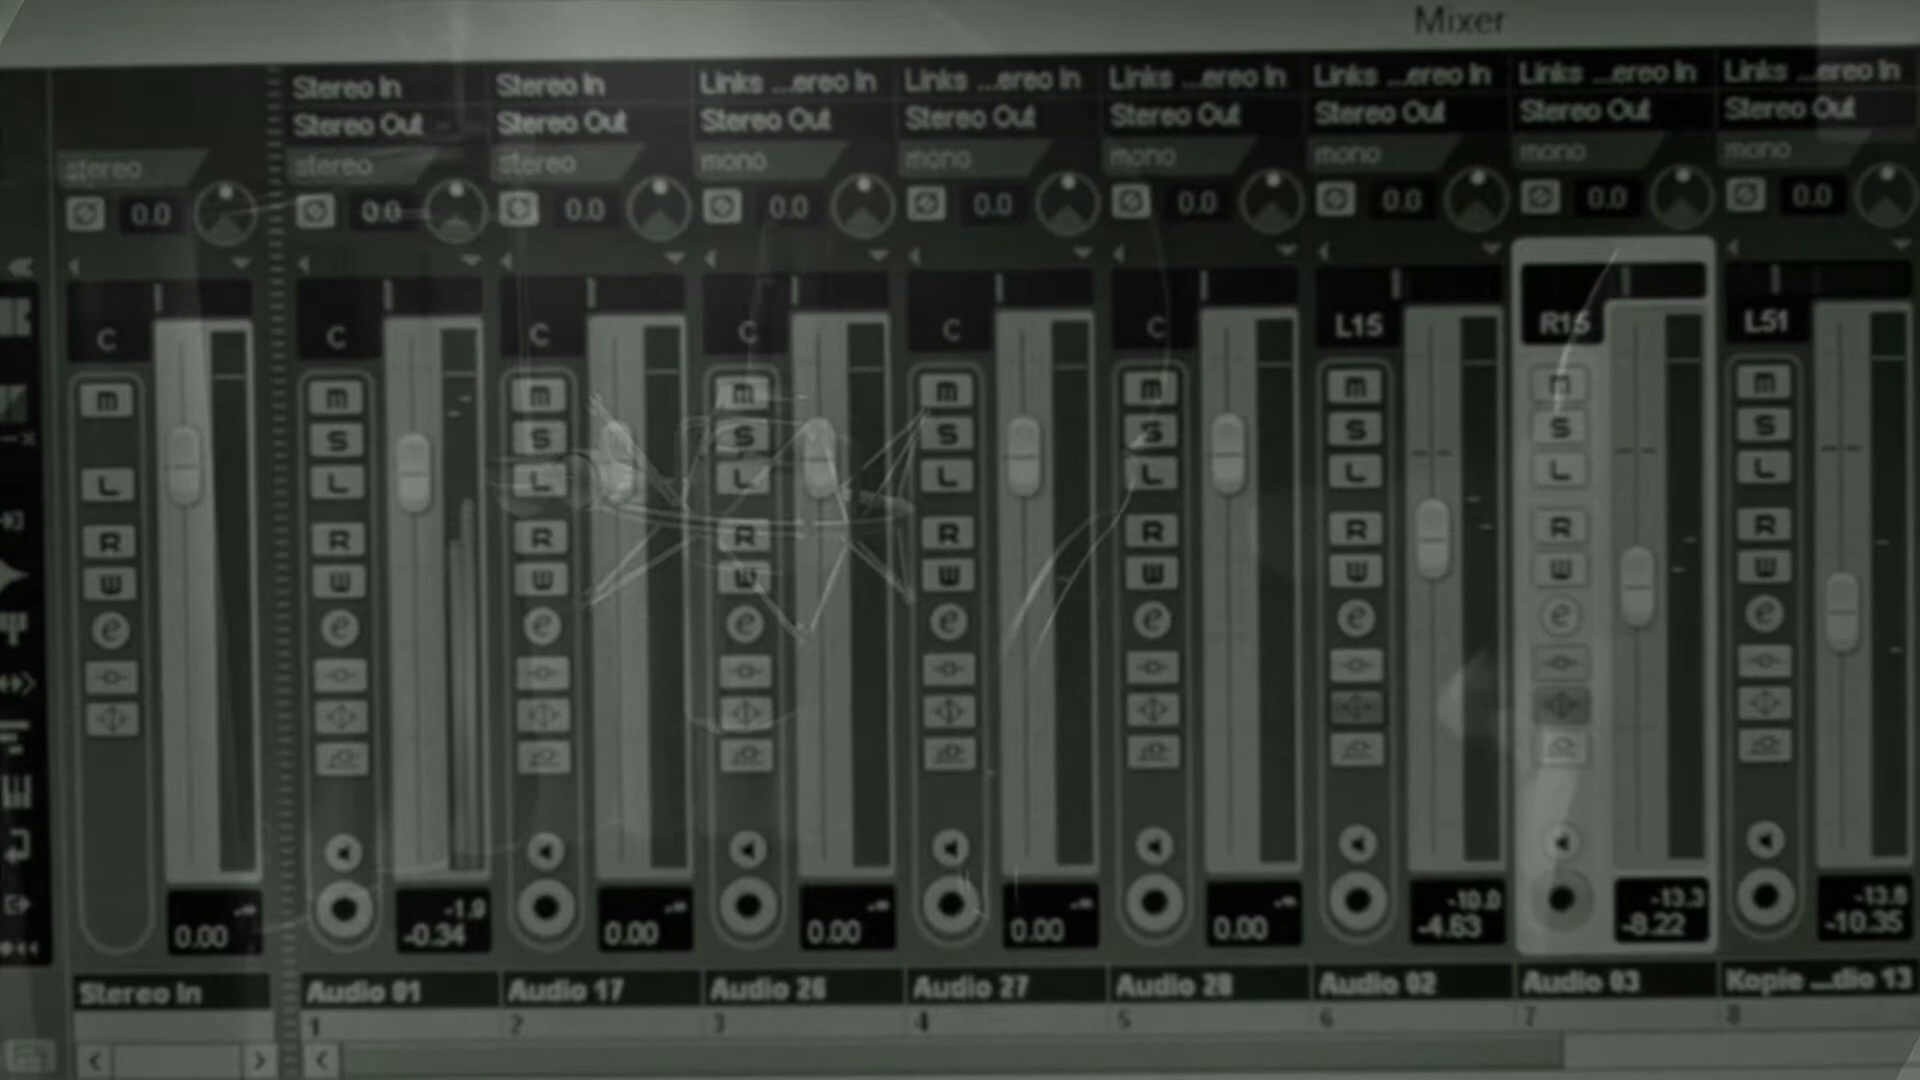 Mixer
Stereo In Stereo In Links ...ereo In Links ...ereo In Links ...ereo In Links ...ereo In Links ...ereo In Links ...ereo In
Stereo Out Stereo Out Stereo Out Stereo Out Stereo Out Stereo Out Stereo Out Stereo Out
stereo stereo stereo mono mono mono mono mono mono
0.0 0.0 0.0 0.0 0.0 0.0 0.0 0.0 0.0
C C C C C C L15 R15 L51
m m m m m m m m m
S S S S S S S S
L L L L L L L L L
R R R R R R R R R
W W W W W W W W W
e e e e e e e e e
-1.9 -10.0 -13.3 -13.8
0.00 -0.34 0.00 0.00 0.00 0.00 -4.63 -8.22 -10.35
Stereo In Audio 01 Audio 17 Audio 26 Audio 27 Audio 28 Audio 02 Audio 03 Kopie ...dio 13
1 2 3 4 5 6 7 8